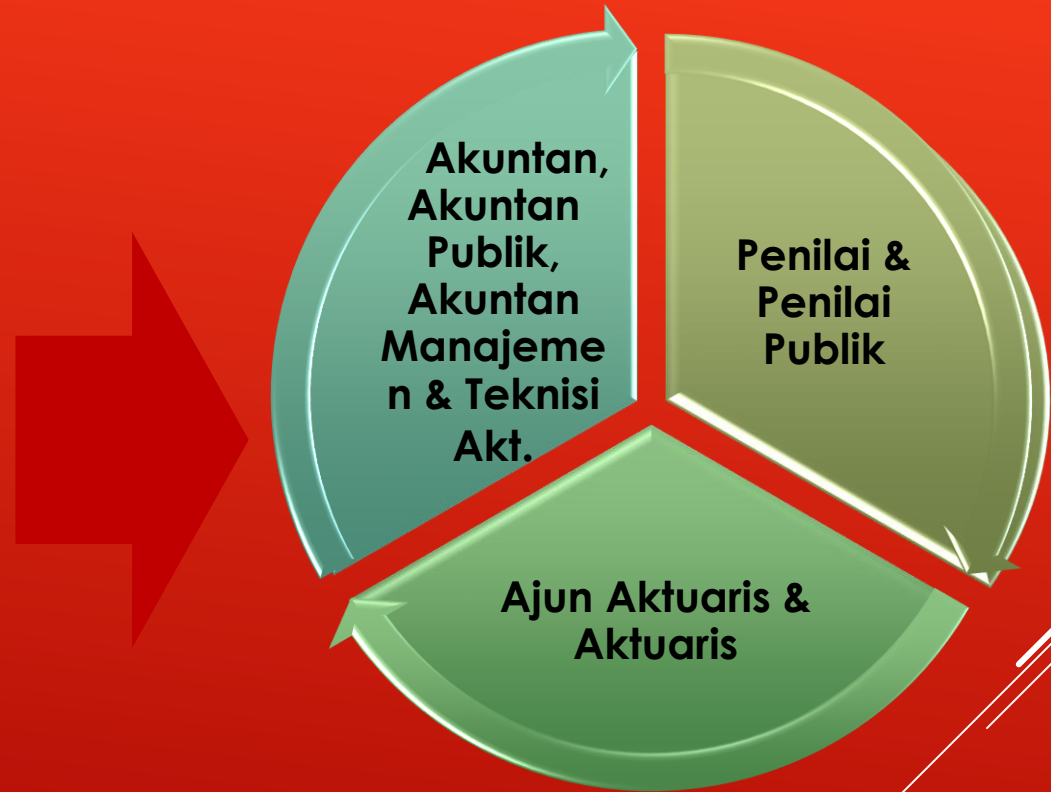 Akuntan,
Akuntan
Publik,
Akuntan
Manajeme
n & Teknisi
Akt.
Penilai &
Penilai
Publik
Ajun Aktuaris &
Aktuaris